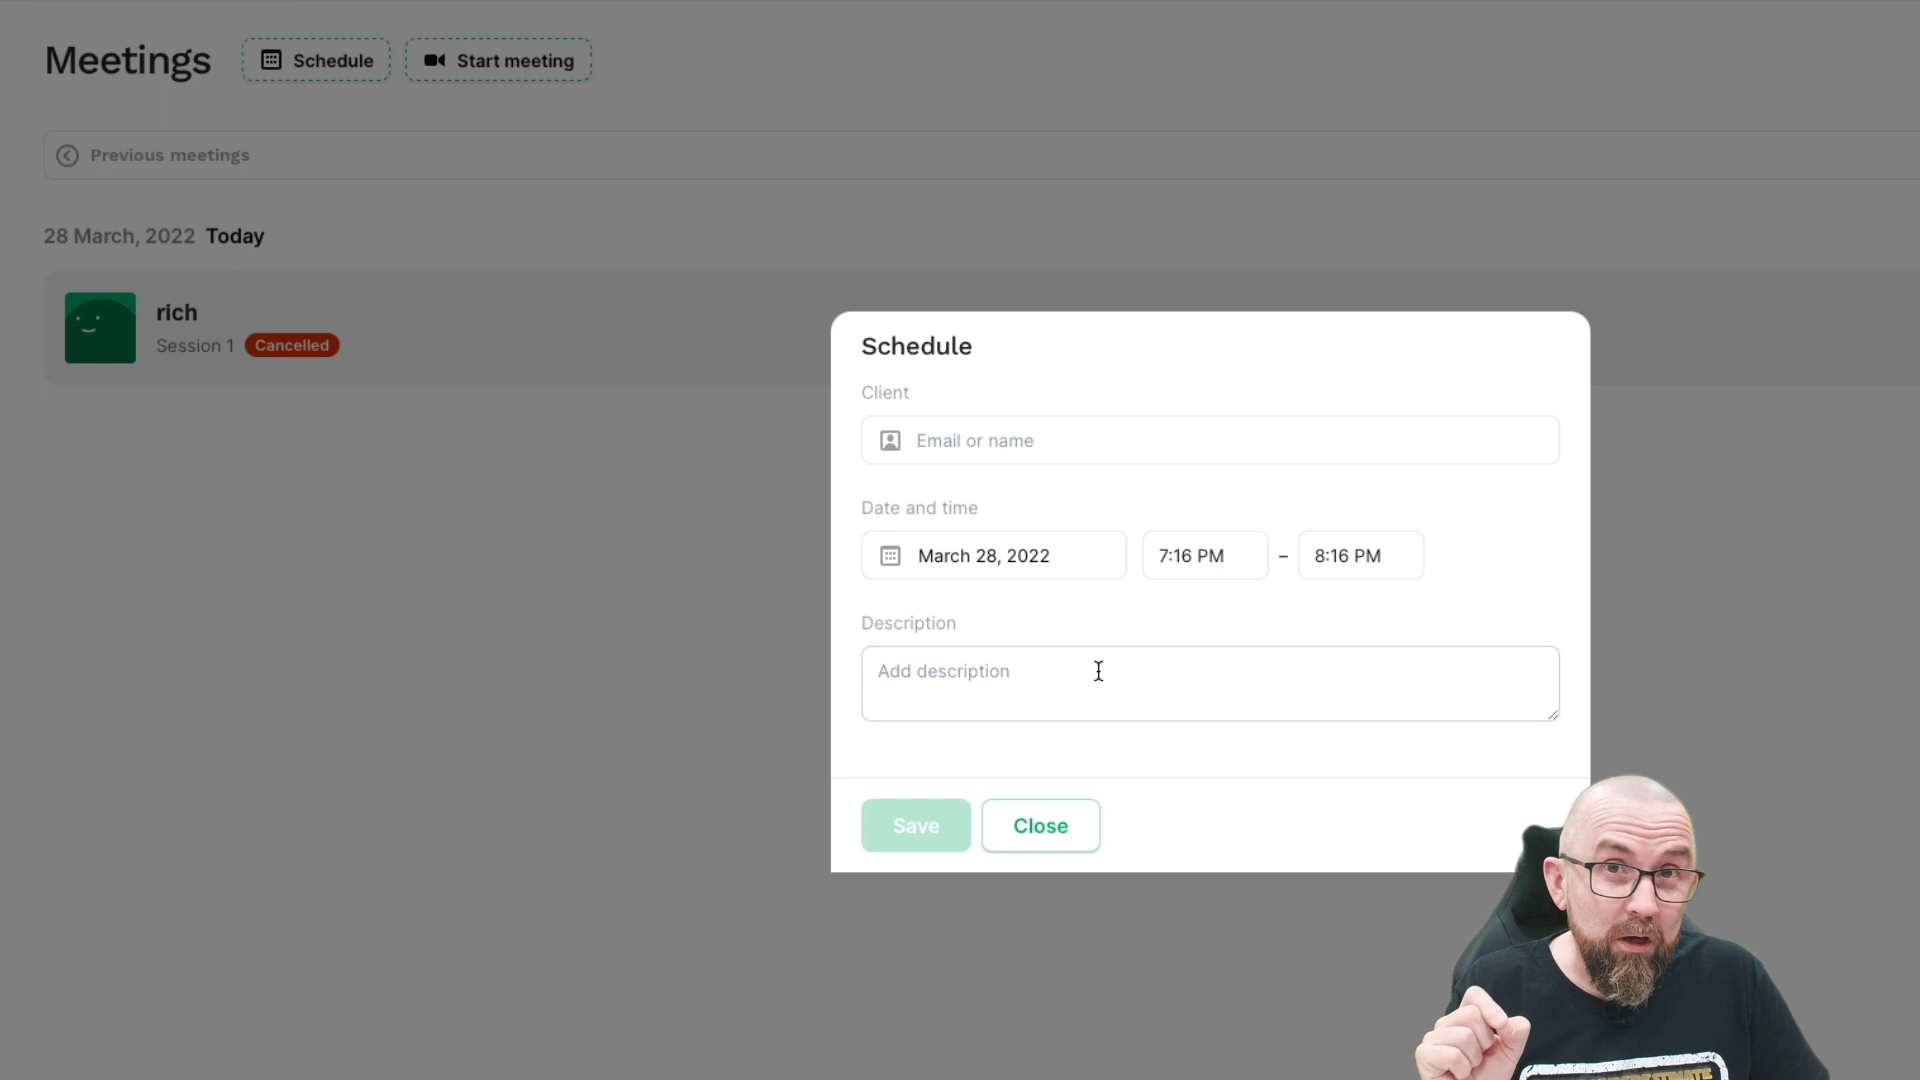 Meetings
Schedule
Start meeting
Previous meetings
28 March, 2022 Today
rich
Session 1 Cancelled
Schedule
Client
Email or name
Date and time
March 28, 2022 7:16 PM – 8:16 PM
Description
Add description
Save Close